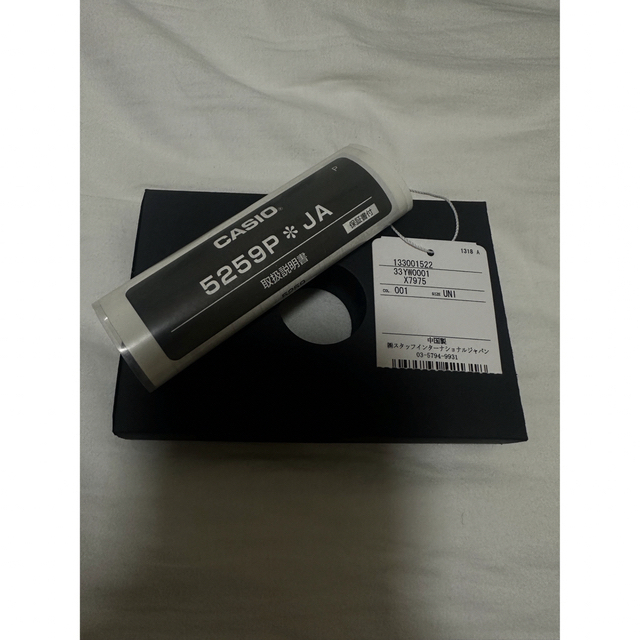 CASIO®
5259P✽JA
取扱説明書
保証書付
1318 A
133001522
33YW0001
X7975
COL 001 SIZE UNI
中国製
㈱スタッフインターナショナルジャパン
03-5794-9931